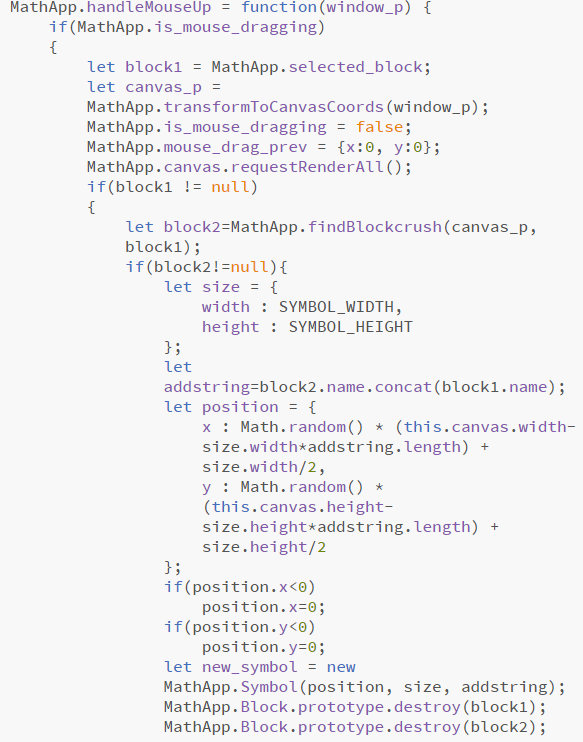 MathApp.handleMouseUp = function(window_p) {
    if(MathApp.is_mouse_dragging)
    {
        let block1 = MathApp.selected_block;
        let canvas_p =
        MathApp.transformToCanvasCoords(window_p);
        MathApp.is_mouse_dragging = false;
        MathApp.mouse_drag_prev = {x:0, y:0};
        MathApp.canvas.requestRenderAll();
        if(block1 != null)
        {
            let block2=MathApp.findBlockcrush(canvas_p,
            block1);
            if(block2!=null){
                let size = {
                    width : SYMBOL_WIDTH,
                    height : SYMBOL_HEIGHT
                };
                let
                addstring=block2.name.concat(block1.name);
                let position = {
                    x : Math.random() * (this.canvas.width-
                    size.width*addstring.length) +
                    size.width/2,
                    y : Math.random() *
                    (this.canvas.height-
                    size.height*addstring.length) +
                    size.height/2
                };
                if(position.x<0)
                    position.x=0;
                if(position.y<0)
                    position.y=0;
                let new_symbol = new
                MathApp.Symbol(position, size, addstring);
                MathApp.Block.prototype.destroy(block1);
                MathApp.Block.prototype.destroy(block2);